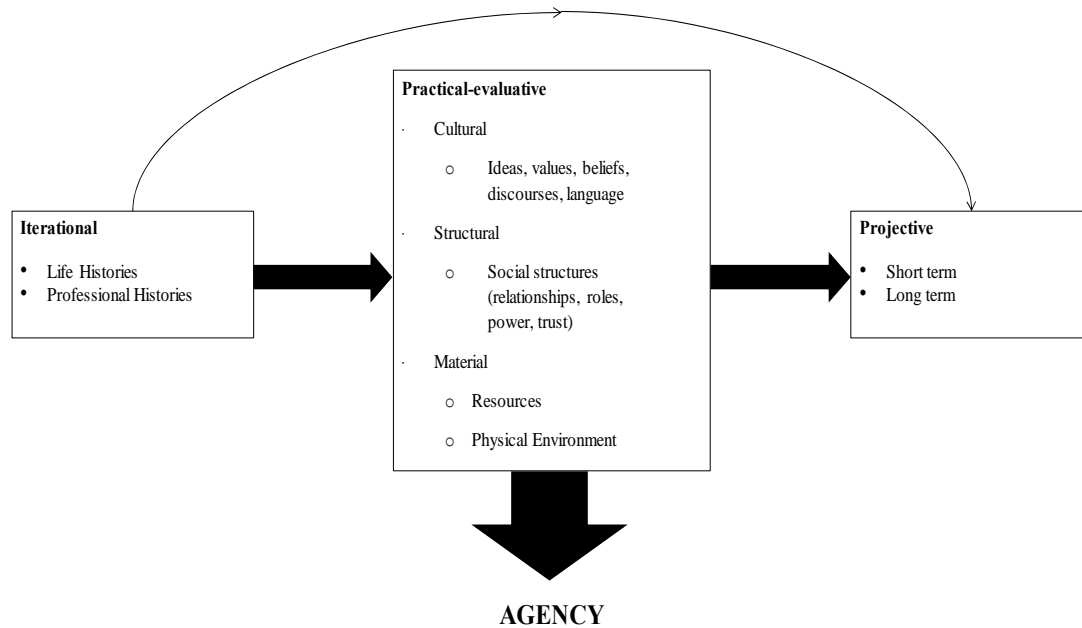 Practical-evaluative
· Cultural
o Ideas, values, beliefs,
discourses, language
· Structural
o Social structures
(relationships, roles,
power, trust)
· Material
o Resources
o Physical Environment
Iterational
• Life Histories
• Professional Histories
Projective
• Short term
• Long term
AGENCY